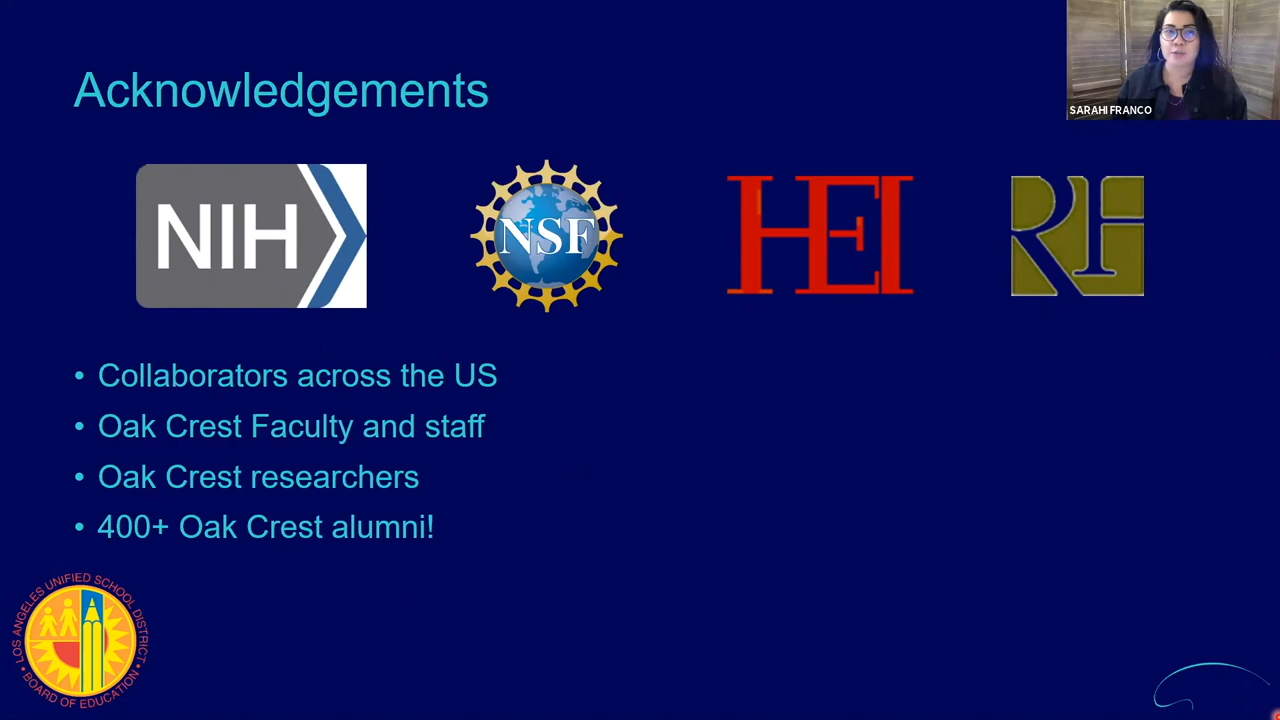 Acknowledgements
SARAHI FRANCO
NIH
NSF
HEI
RH
• Collaborators across the US
• Oak Crest Faculty and staff
• Oak Crest researchers
• 400+ Oak Crest alumni!
LOS ANGELES UNIFIED SCHOOL DISTRICT
• BOARD OF EDUCATION •